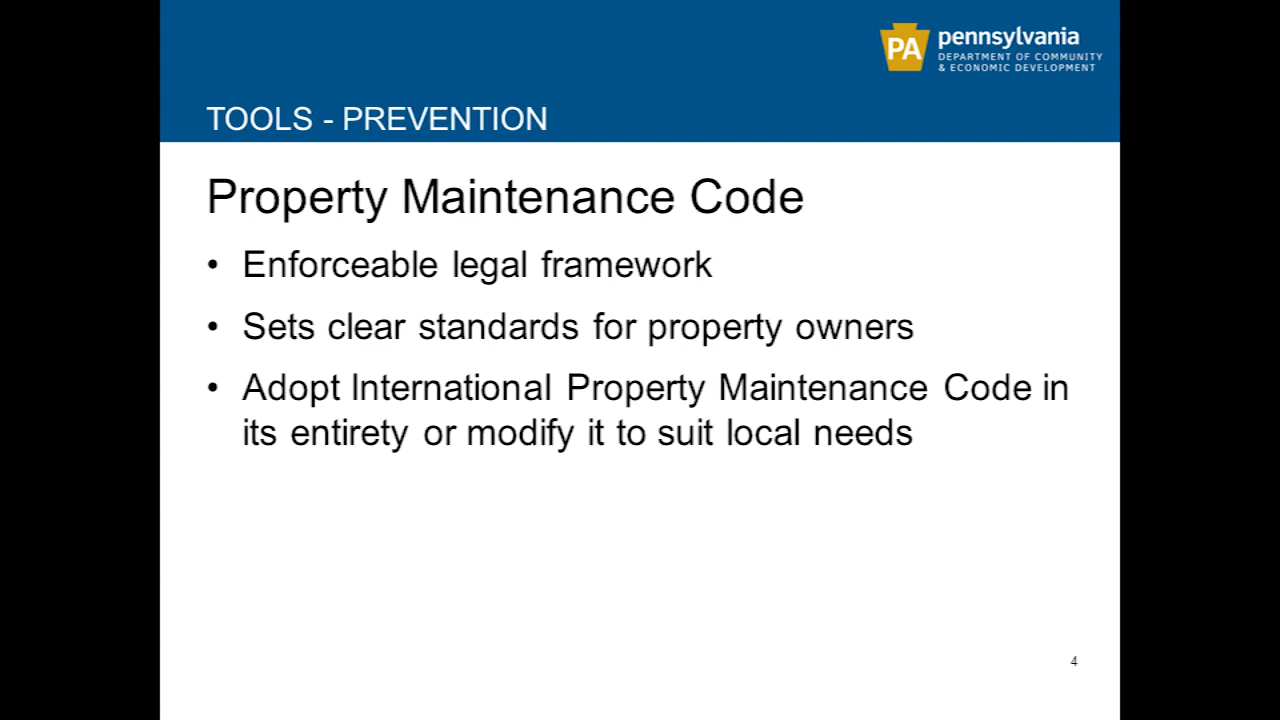 PA pennsylvania
DEPARTMENT OF COMMUNITY
& ECONOMIC DEVELOPMENT
TOOLS - PREVENTION
Property Maintenance Code
• Enforceable legal framework
• Sets clear standards for property owners
• Adopt International Property Maintenance Code in
its entirety or modify it to suit local needs
4